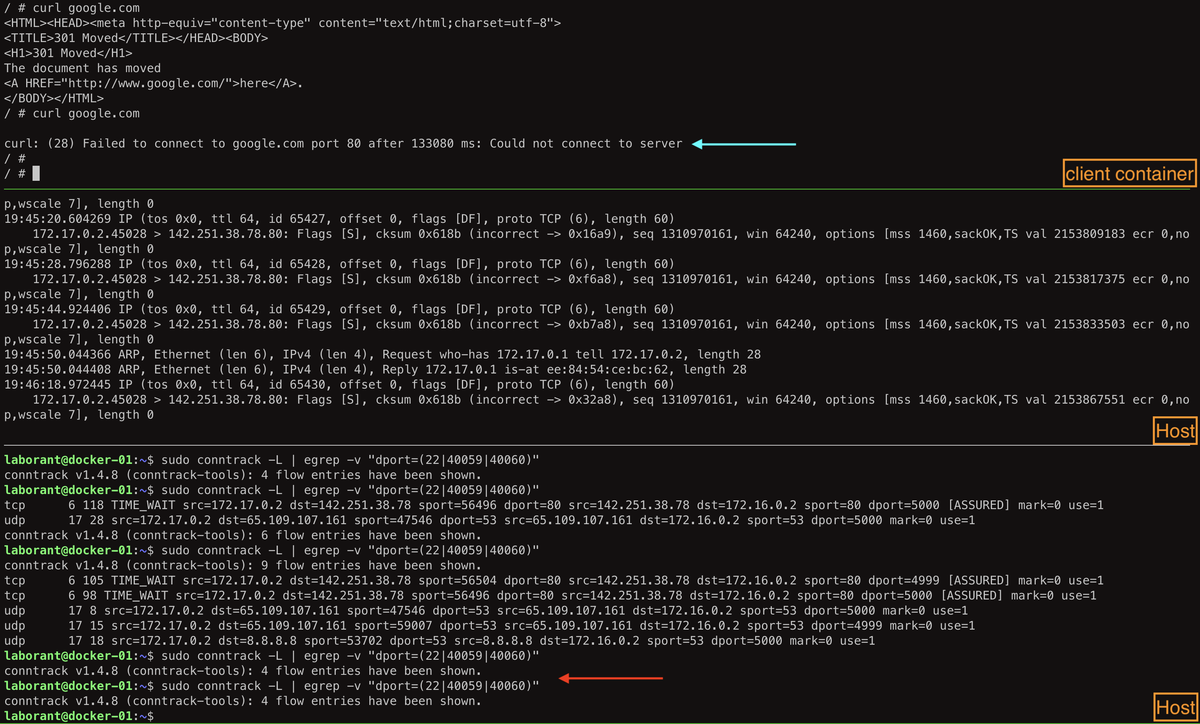 / # curl google.com
<HTML><HEAD><meta http-equiv="content-type" content="text/html;charset=utf-8">
<TITLE>301 Moved</TITLE></HEAD><BODY>
<H1>301 Moved</H1>
The document has moved
<A HREF="http://www.google.com/">here</A>.
</BODY></HTML>
/ # curl google.com
curl: (28) Failed to connect to google.com port 80 after 133080 ms: Could not connect to server
/ #
/ #
client container
p,wscale 7], length 0
19:45:20.604269 IP (tos 0x0, ttl 64, id 65427, offset 0, flags [DF], proto TCP (6), length 60)
172.17.0.2.45028 > 142.251.38.78.80: Flags [S], cksum 0x618b (incorrect -> 0x16a9), seq 1310970161, win 64240, options [mss 1460,sackOK,TS val 2153809183 ecr 0,no
p,wscale 7], length 0
19:45:28.796288 IP (tos 0x0, ttl 64, id 65428, offset 0, flags [DF], proto TCP (6), length 60)
172.17.0.2.45028 > 142.251.38.78.80: Flags [S], cksum 0x618b (incorrect -> 0xf6a8), seq 1310970161, win 64240, options [mss 1460,sackOK,TS val 2153817375 ecr 0,no
p,wscale 7], length 0
19:45:44.924406 IP (tos 0x0, ttl 64, id 65429, offset 0, flags [DF], proto TCP (6), length 60)
172.17.0.2.45028 > 142.251.38.78.80: Flags [S], cksum 0x618b (incorrect -> 0xb7a8), seq 1310970161, win 64240, options [mss 1460,sackOK,TS val 2153833503 ecr 0,no
p,wscale 7], length 0
19:45:50.044366 ARP, Ethernet (len 6), IPv4 (len 4), Request who-has 172.17.0.1 tell 172.17.0.2, length 28
19:45:50.044408 ARP, Ethernet (len 6), IPv4 (len 4), Reply 172.17.0.1 is-at ee:84:54:ce:bc:62, length 28
19:46:18.972445 IP (tos 0x0, ttl 64, id 65430, offset 0, flags [DF], proto TCP (6), length 60)
172.17.0.2.45028 > 142.251.38.78.80: Flags [S], cksum 0x618b (incorrect -> 0x32a8), seq 1310970161, win 64240, options [mss 1460,sackOK,TS val 2153867551 ecr 0,no
p,wscale 7], length 0
Host
laborant@docker-01:~$ sudo conntrack -L | egrep -v "dport=(22|40059|40060)"
conntrack v1.4.8 (conntrack-tools): 4 flow entries have been shown.
laborant@docker-01:~$ sudo conntrack -L | egrep -v "dport=(22|40059|40060)"
tcp 6 118 TIME_WAIT src=172.17.0.2 dst=142.251.38.78 sport=56496 dport=80 src=142.251.38.78 dst=172.16.0.2 sport=80 dport=5000 [ASSURED] mark=0 use=1
udp 17 28 src=172.17.0.2 dst=65.109.107.161 sport=47546 dport=53 src=65.109.107.161 dst=172.16.0.2 sport=53 dport=5000 mark=0 use=1
conntrack v1.4.8 (conntrack-tools): 6 flow entries have been shown.
laborant@docker-01:~$ sudo conntrack -L | egrep -v "dport=(22|40059|40060)"
conntrack v1.4.8 (conntrack-tools): 9 flow entries have been shown.
tcp 6 105 TIME_WAIT src=172.17.0.2 dst=142.251.38.78 sport=56504 dport=80 src=142.251.38.78 dst=172.16.0.2 sport=80 dport=4999 [ASSURED] mark=0 use=1
tcp 6 98 TIME_WAIT src=172.17.0.2 dst=142.251.38.78 sport=56496 dport=80 src=142.251.38.78 dst=172.16.0.2 sport=80 dport=5000 [ASSURED] mark=0 use=1
udp 17 8 src=172.17.0.2 dst=65.109.107.161 sport=47546 dport=53 src=65.109.107.161 dst=172.16.0.2 sport=53 dport=5000 mark=0 use=1
udp 17 15 src=172.17.0.2 dst=65.109.107.161 sport=59007 dport=53 src=65.109.107.161 dst=172.16.0.2 sport=53 dport=4999 mark=0 use=1
udp 17 18 src=172.17.0.2 dst=8.8.8.8 sport=53702 dport=53 src=8.8.8.8 dst=172.16.0.2 sport=53 dport=5000 mark=0 use=1
laborant@docker-01:~$ sudo conntrack -L | egrep -v "dport=(22|40059|40060)"
conntrack v1.4.8 (conntrack-tools): 4 flow entries have been shown.
laborant@docker-01:~$ sudo conntrack -L | egrep -v "dport=(22|40059|40060)"
conntrack v1.4.8 (conntrack-tools): 4 flow entries have been shown.
laborant@docker-01:~$
Host